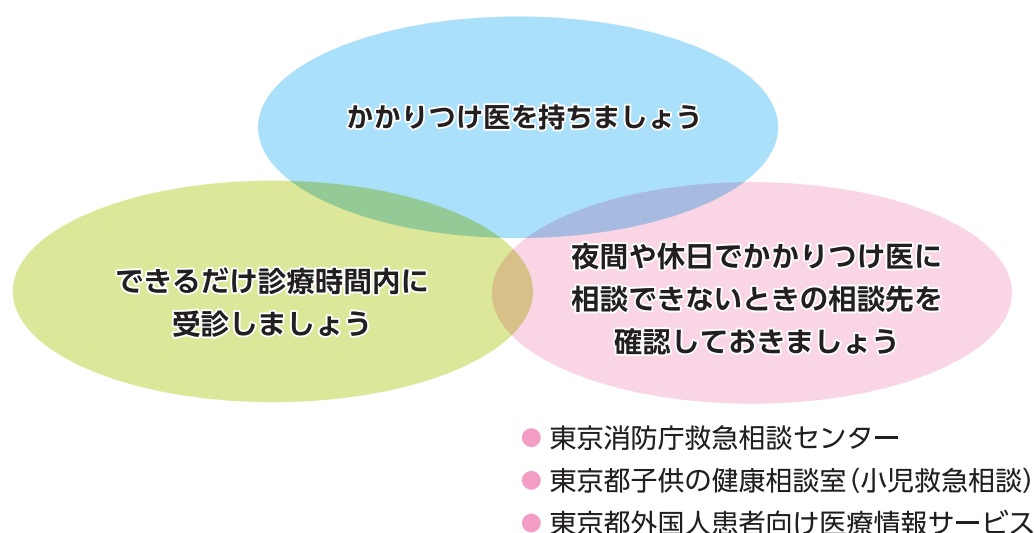 かかりつけ医を持ちましょう
できるだけ診療時間内に
受診しましょう
夜間や休日でかかりつけ医に
相談できないときの相談先を
確認しておきましょう
●東京消防庁救急相談センター
●東京都子供の健康相談室（小児救急相談）
●東京都外国人患者向け医療情報サービス